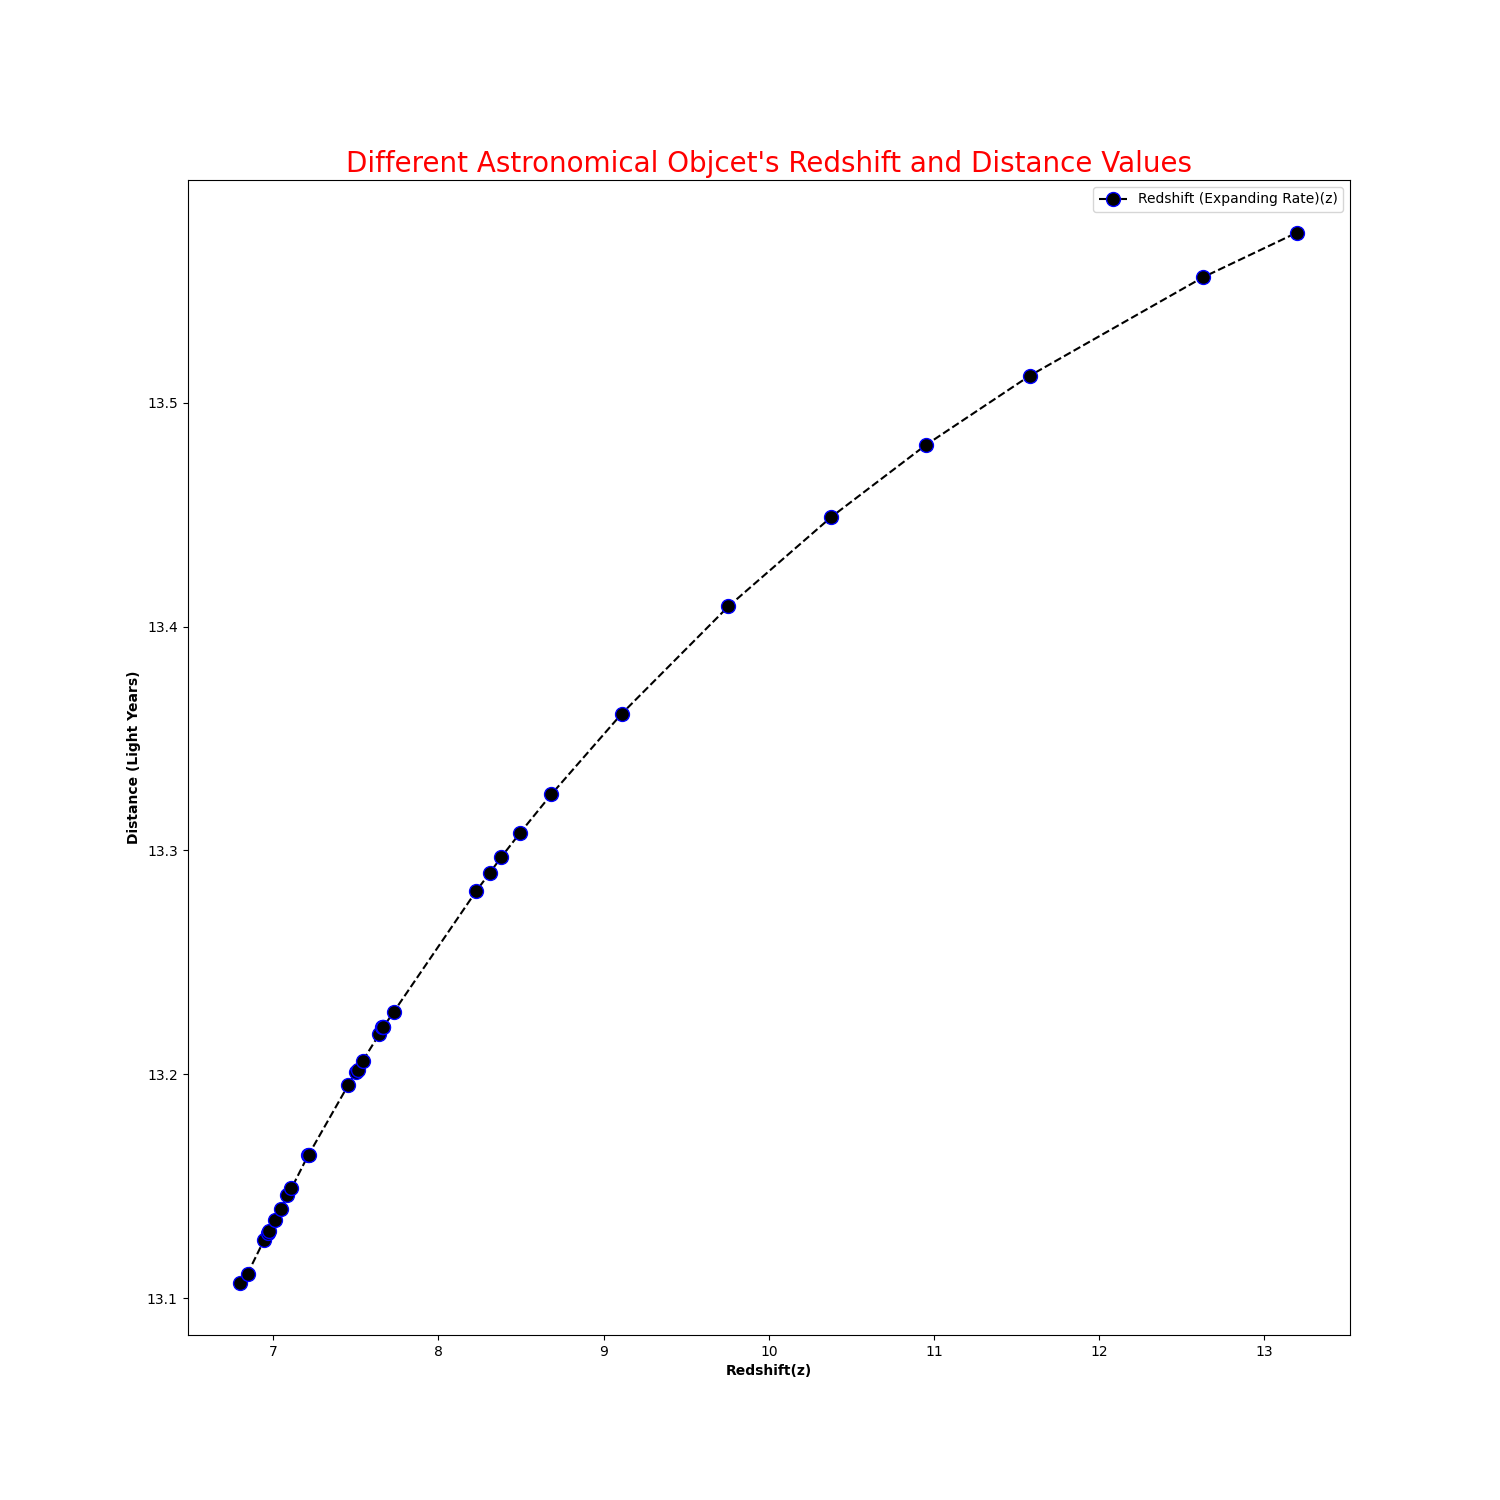 Different Astronomical Objcet's Redshift and Distance Values
Redshift (Expanding Rate)(z)
13.5
13.4
13.3
13.2
13.1
Distance (Light Years)
7 8 9 10 11 12 13
Redshift(z)